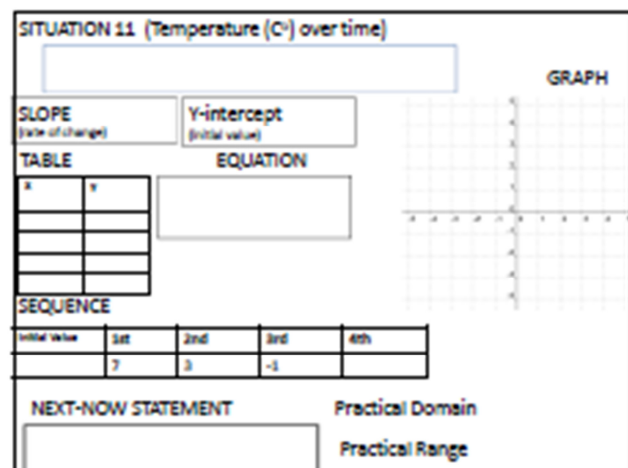 SITUATION 11 (Temperature (C°) over time)
GRAPH
SLOPE
(rate of change)
Y-intercept
(initial value)
TABLE
EQUATION
x y
SEQUENCE
Initial Value 1st 2nd 3rd 4th
7 3 -1
NEXT-NOW STATEMENT
Practical Domain
Practical Range